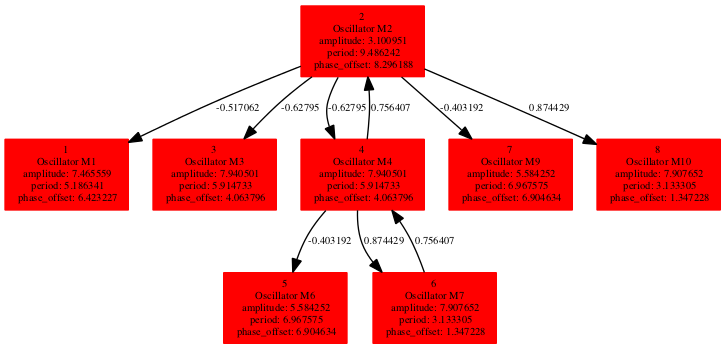 2
Oscillator M2
amplitude: 3.100951
period: 9.486242
phase_offset: 8.296188
-0.517062
-0.62795
-0.62795
0.756407
-0.403192
0.874429
1
Oscillator M1
amplitude: 7.465559
period: 5.186341
phase_offset: 6.423227
3
Oscillator M3
amplitude: 7.940501
period: 5.914733
phase_offset: 4.063796
4
Oscillator M4
amplitude: 7.940501
period: 5.914733
phase_offset: 4.063796
7
Oscillator M9
amplitude: 5.584252
period: 6.967575
phase_offset: 6.904634
8
Oscillator M10
amplitude: 7.907652
period: 3.133305
phase_offset: 1.347228
-0.403192
0.874429
0.756407
5
Oscillator M6
amplitude: 5.584252
period: 6.967575
phase_offset: 6.904634
6
Oscillator M7
amplitude: 7.907652
period: 3.133305
phase_offset: 1.347228